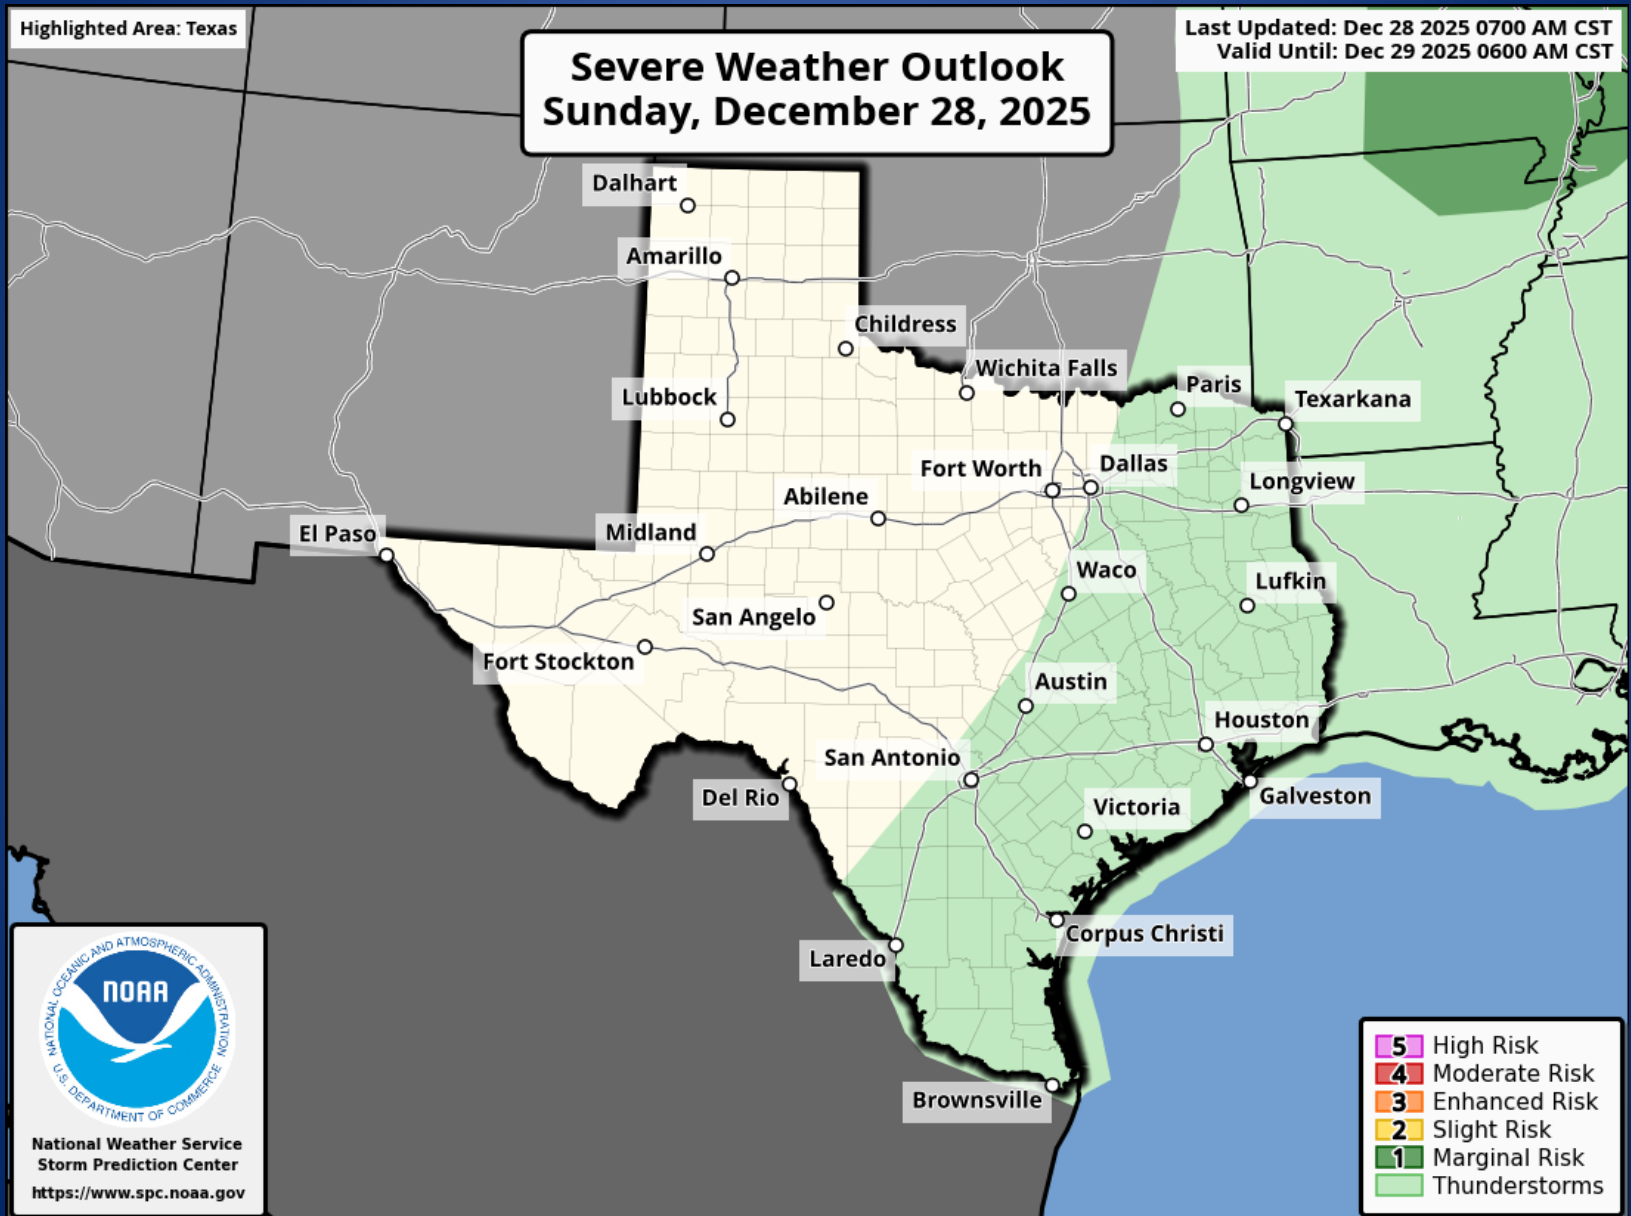 Highlighted Area: Texas
Last Updated: Dec 28 2025 0700 AM CST
Valid Until: Dec 29 2025 0600 AM CST
Severe Weather Outlook
Sunday, December 28, 2025
Dalhart
Amarillo
Childress
Wichita Falls
Paris
Texarkana
Lubbock
Fort Worth
Dallas
Longview
Abilene
El Paso
Midland
Waco
Lufkin
San Angelo
Fort Stockton
Austin
Houston
San Antonio
Del Rio
Galveston
Victoria
Corpus Christi
Laredo
Brownsville
NATIONAL OCEANIC AND ATMOSPHERIC ADMINISTRATION
NOAA
U.S. DEPARTMENT OF COMMERCE
National Weather Service
Storm Prediction Center
https://www.spc.noaa.gov
5 High Risk
4 Moderate Risk
3 Enhanced Risk
2 Slight Risk
1 Marginal Risk
Thunderstorms